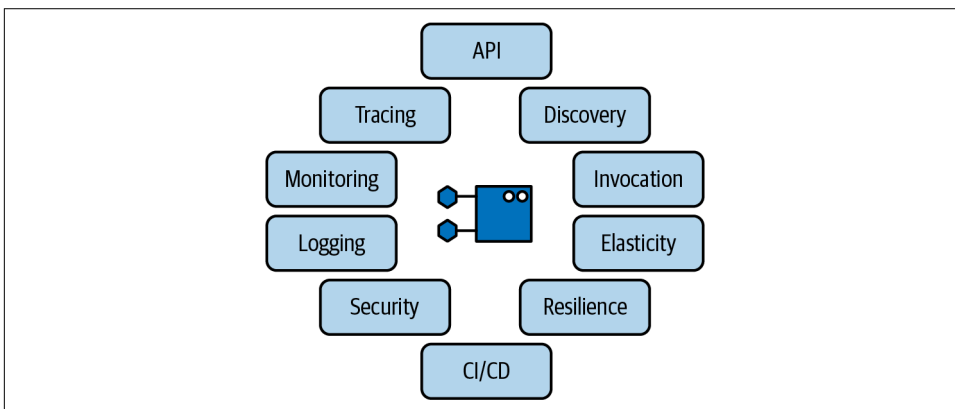 API
Tracing
Discovery
Monitoring
Invocation
Logging
Elasticity
Security
Resilience
CI/CD